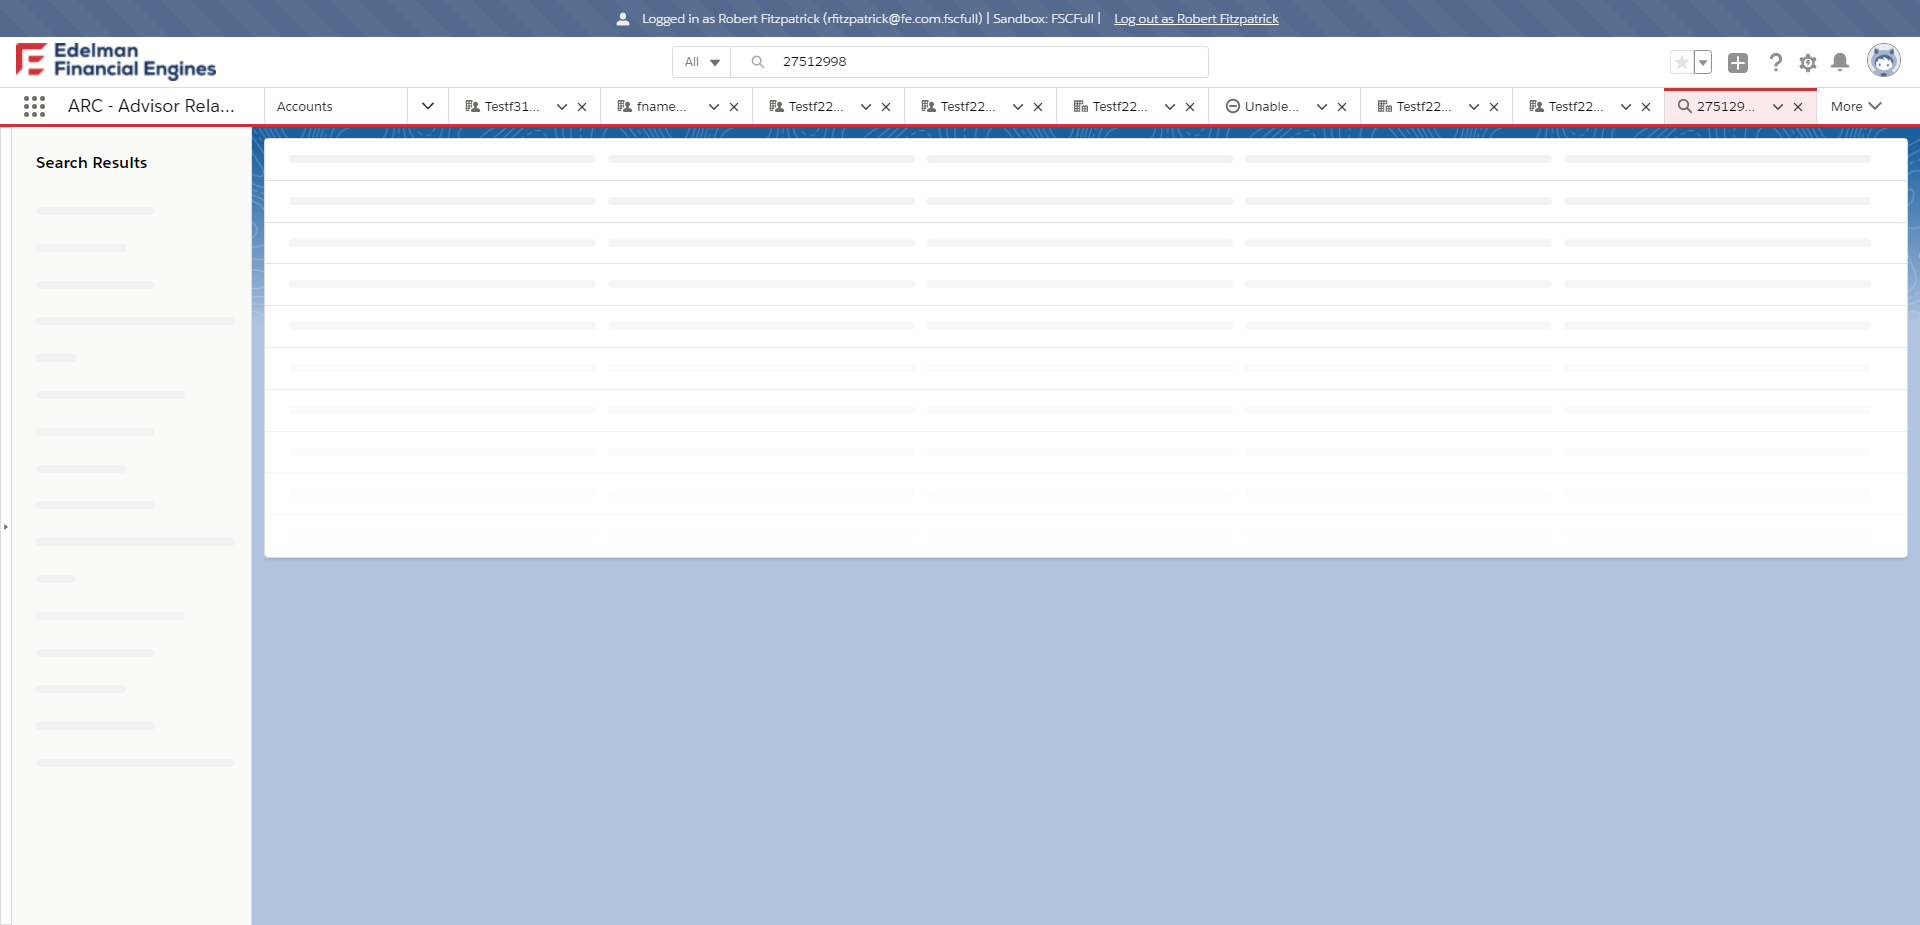 Logged in as Robert Fitzpatrick (rfitzpatrick@fe.com.fscfull) | Sandbox: FSCFull | Log out as Robert Fitzpatrick
Edelman
Financial Engines
All
27512998
ARC - Advisor Rela...
Accounts
Testf31...
fname...
Testf22...
Testf22...
Testf22...
Unable...
Testf22...
Testf22...
275129...
More
Search Results